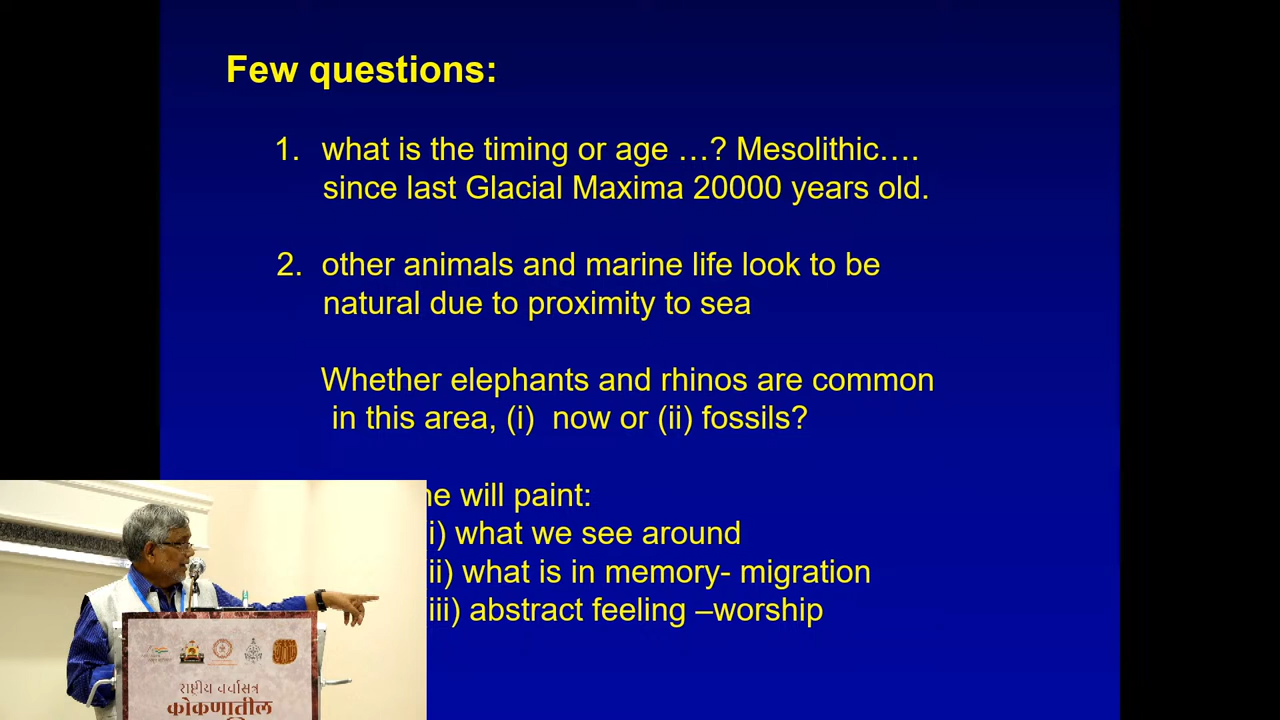 Few questions:
1. what is the timing or age …? Mesolithic….
since last Glacial Maxima 20000 years old.
2. other animals and marine life look to be
natural due to proximity to sea
Whether elephants and rhinos are common
in this area, (i) now or (ii) fossils?
will paint:
i) what we see around
ii) what is in memory- migration
iii) abstract feeling –worship
राष्ट्रीय चर्चासत्र
कोकणातील